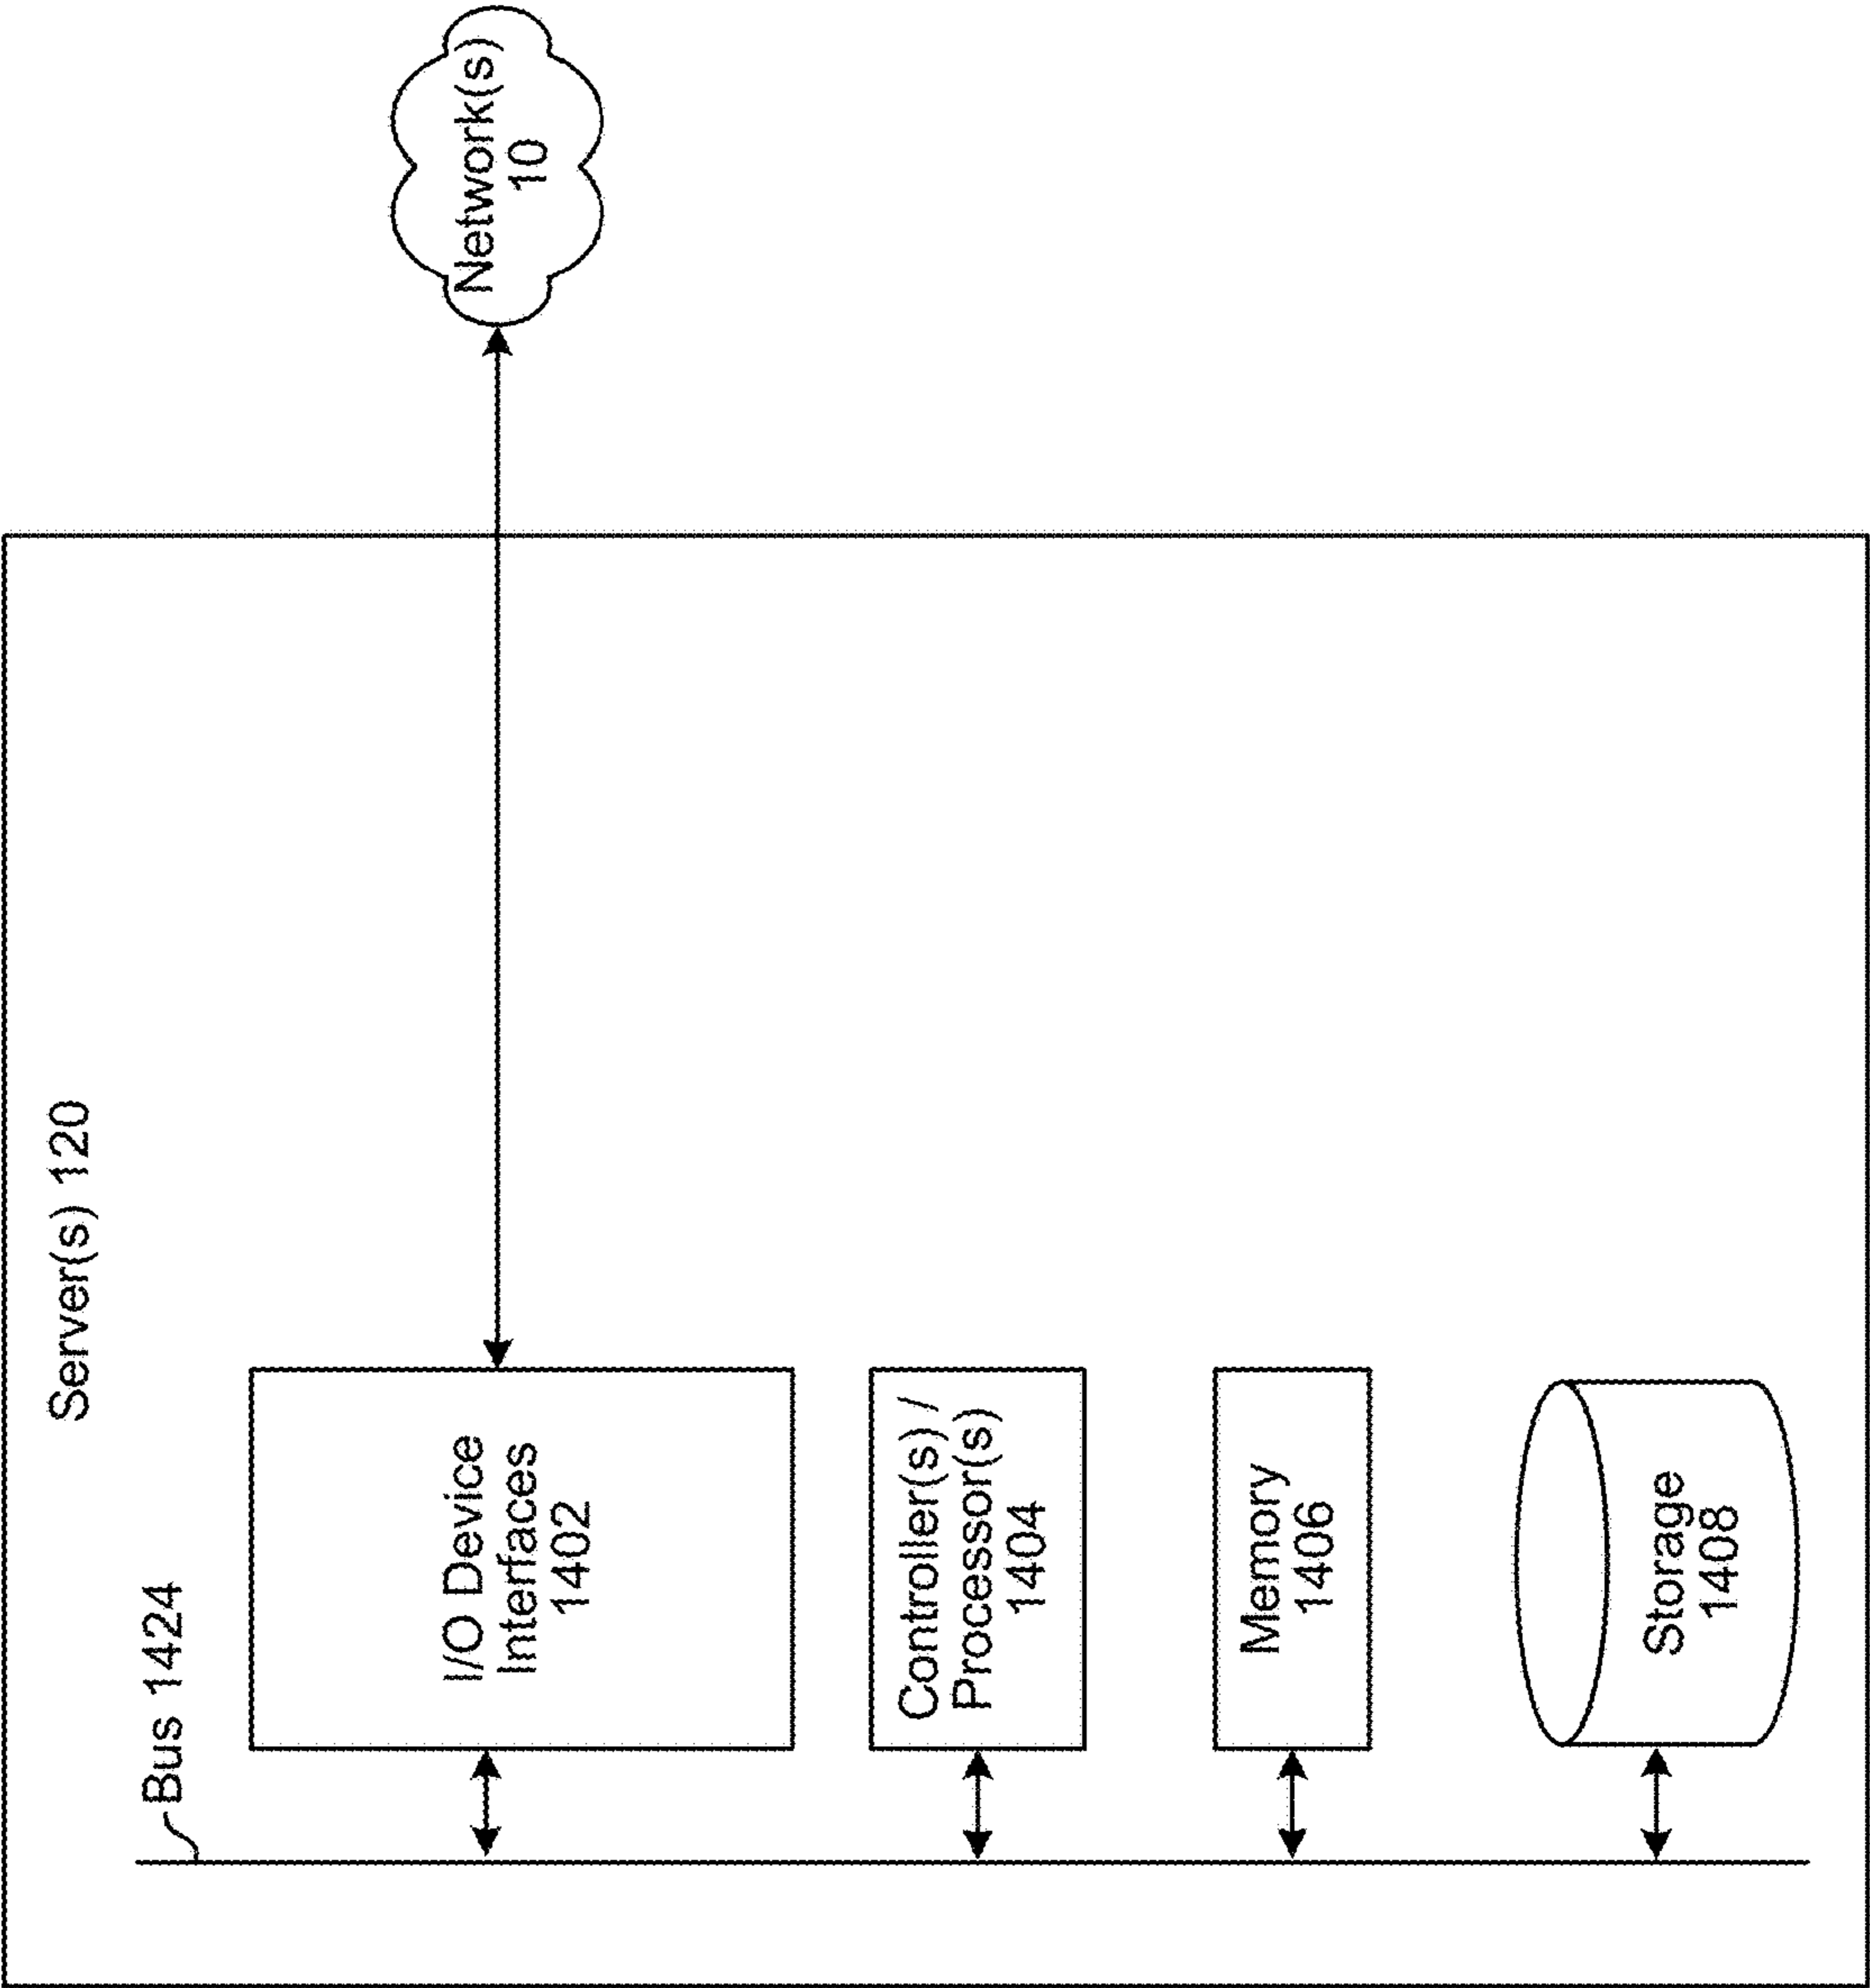 Server(s) 120
Bus 1424
I/O Device
Interfaces
1402
Network(s)
10
Controller(s) /
Processor(s)
1404
Memory
1406
Storage
1408